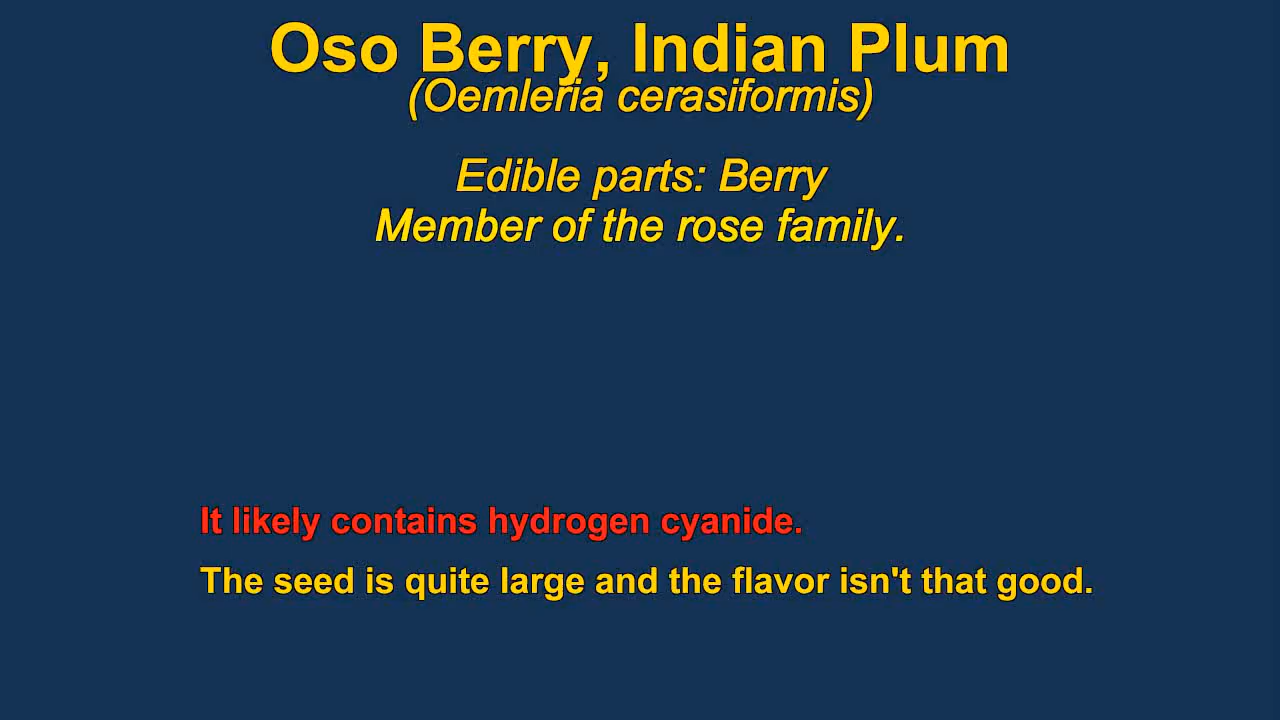 Oso Berry, Indian Plum
(Oemleria cerasiformis)
Edible parts: Berry
Member of the rose family.
It likely contains hydrogen cyanide.
The seed is quite large and the flavor isn't that good.